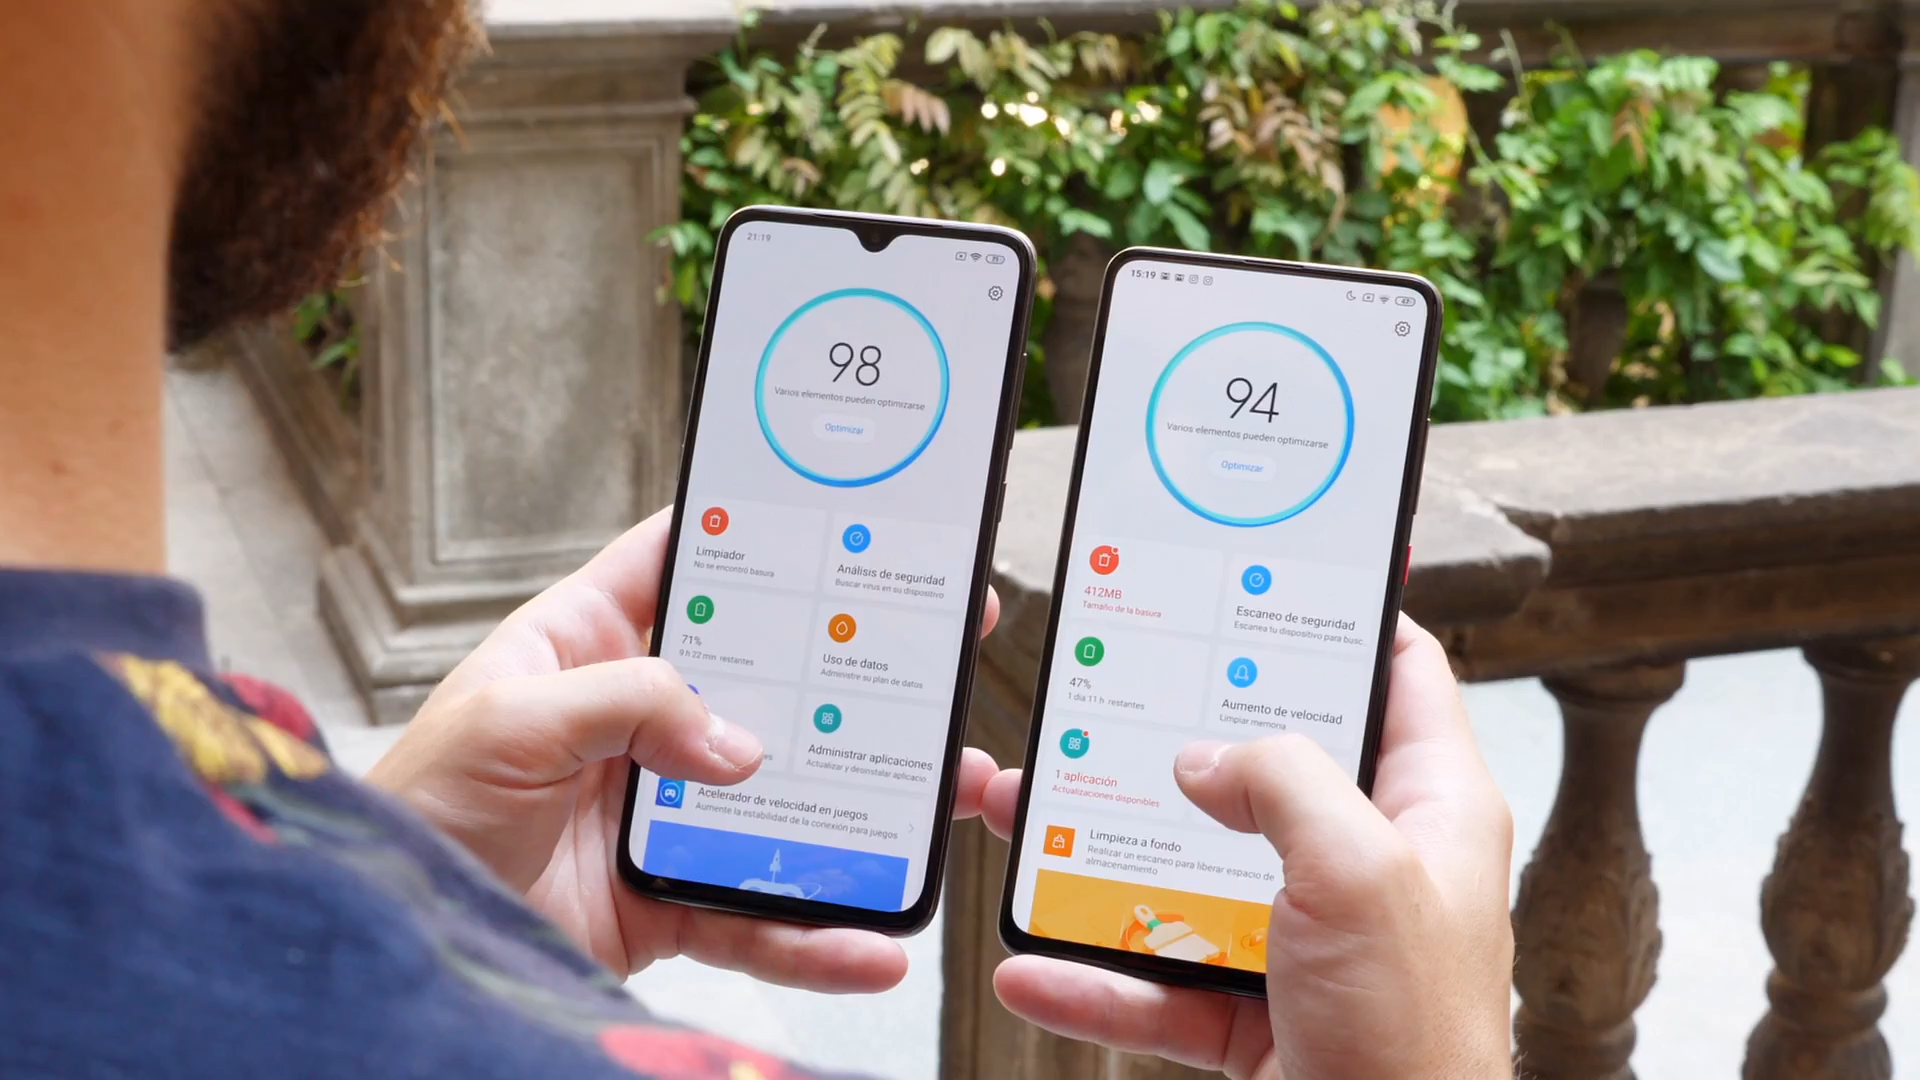 21:19
98
Varios elementos pueden optimizarse
Optimizar
Limpiador
No se encontró basura
Análisis de seguridad
Buscar virus en su dispositivo
71%
9 h 22 min restantes
Uso de datos
Administre su plan de datos
Administrar aplicaciones
Actualizar y desinstalar aplicacio...
Acelerador de velocidad en juegos
Aumente la estabilidad de la conexión para juegos
15:19
47
94
Varios elementos pueden optimizarse
Optimizar
412MB
Tamaño de la basura
Escaneo de seguridad
Escanea tu dispositivo para busc...
47%
1 día 11 h restantes
Aumento de velocidad
Limpiar memoria
1 aplicación
Actualizaciones disponibles
Limpieza a fondo
Realizar un escaneo para liberar espacio de
almacenamiento